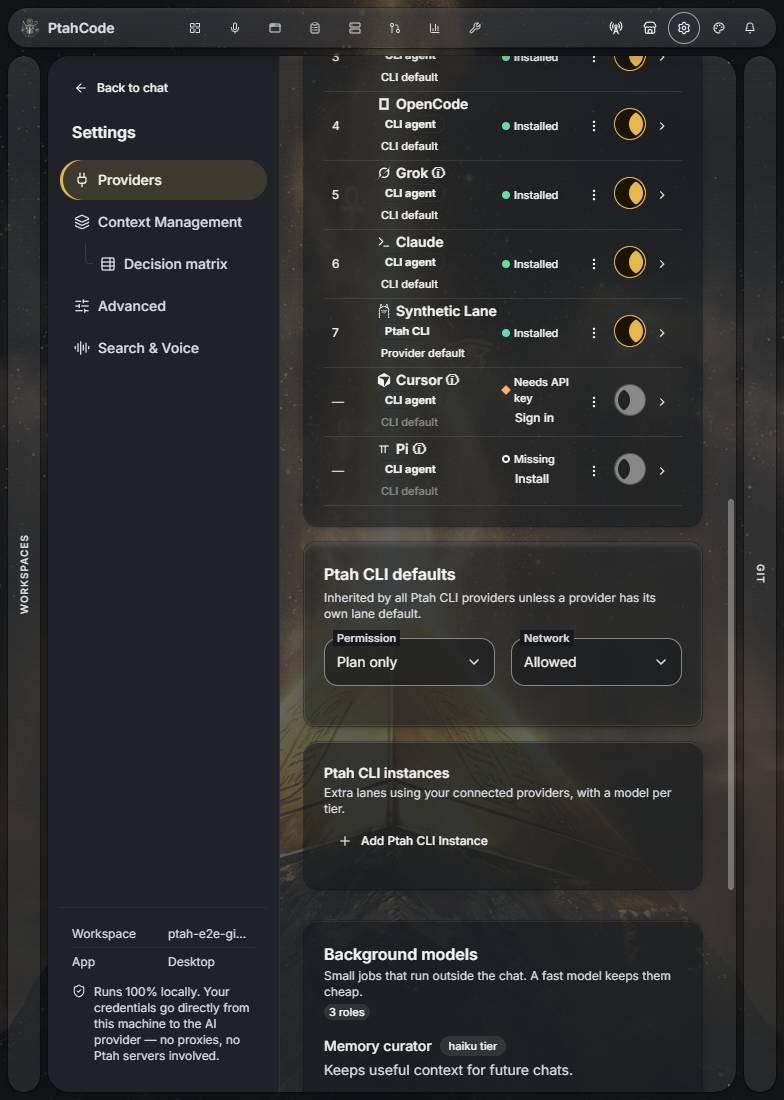 PtahCode
Back to chat
Settings
Providers
Context Management
Decision matrix
Advanced
Search & Voice
WORKSPACES
Workspace ptah-e2e-gi...
App Desktop
Runs 100% locally. Your
credentials go directly from
this machine to the AI
provider — no proxies, no
Ptah servers involved.
3 CLI agent Installed
CLI default
OpenCode
4 CLI agent Installed
CLI default
Grok
5 CLI agent Installed
CLI default
Claude
6 CLI agent Installed
CLI default
Synthetic Lane
7 Ptah CLI Installed
Provider default
Cursor
— CLI agent Needs API
key
CLI default Sign in
Pi
— CLI agent Missing
CLI default Install
Ptah CLI defaults
Inherited by all Ptah CLI providers unless a provider has its
own lane default.
Permission Network
Plan only Allowed
Ptah CLI instances
Extra lanes using your connected providers, with a model per
tier.
Add Ptah CLI Instance
Background models
Small jobs that run outside the chat. A fast model keeps them
cheap.
3 roles
Memory curator haiku tier
Keeps useful context for future chats.
GIT